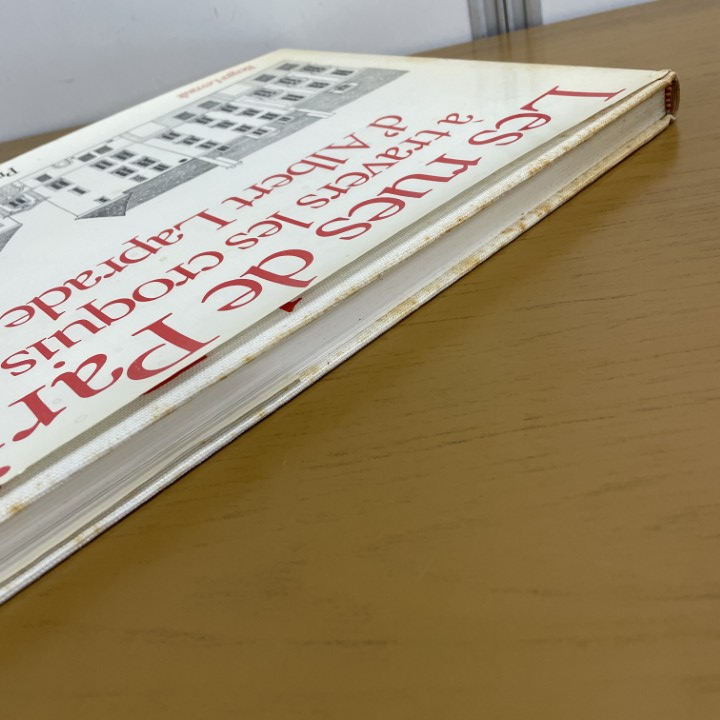 Les rues de Par
à travers les croquis
d'Albert Laprade